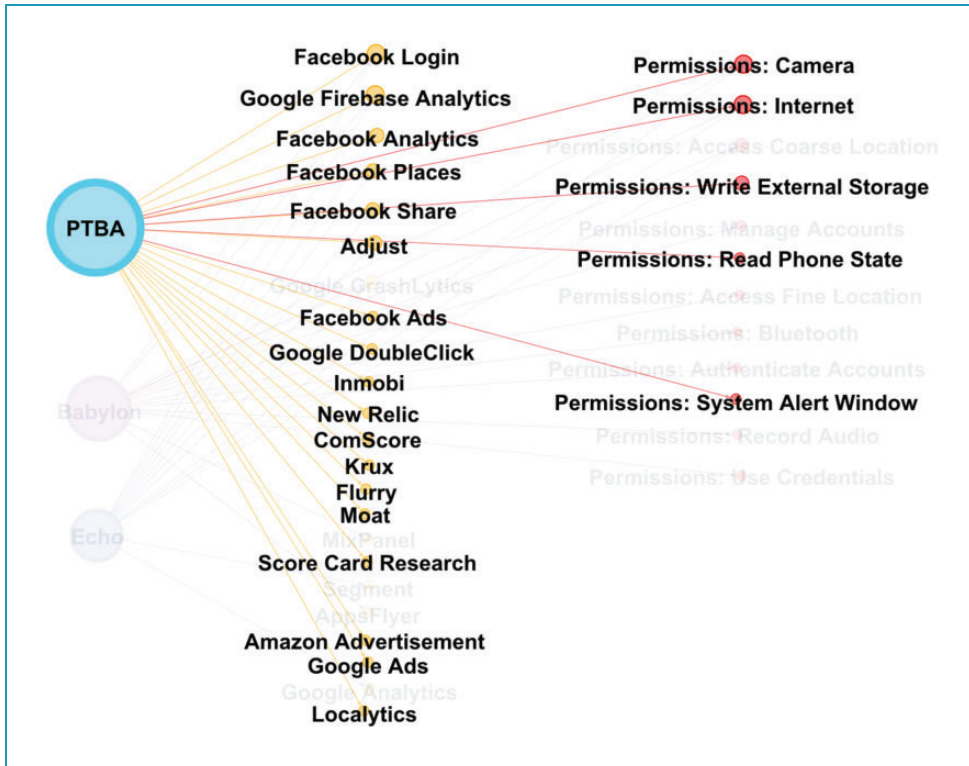 PTBA
Babylon
Echo
Facebook Login
Google Firebase Analytics
Facebook Analytics
Facebook Places
Facebook Share
Adjust
Google CrashLytics
Facebook Ads
Google DoubleClick
Inmobi
New Relic
ComScore
Krux
Flurry
Moat
MixPanel
Score Card Research
Segment
AppsFlyer
Amazon Advertisement
Google Ads
Google Analytics
Localytics
Permissions: Camera
Permissions: Internet
Permissions: Access Coarse Location
Permissions: Write External Storage
Permissions: Manage Accounts
Permissions: Read Phone State
Permissions: Access Fine Location
Permissions: Bluetooth
Permissions: Authenticate Accounts
Permissions: System Alert Window
Permissions: Record Audio
Permissions: Use Credentials